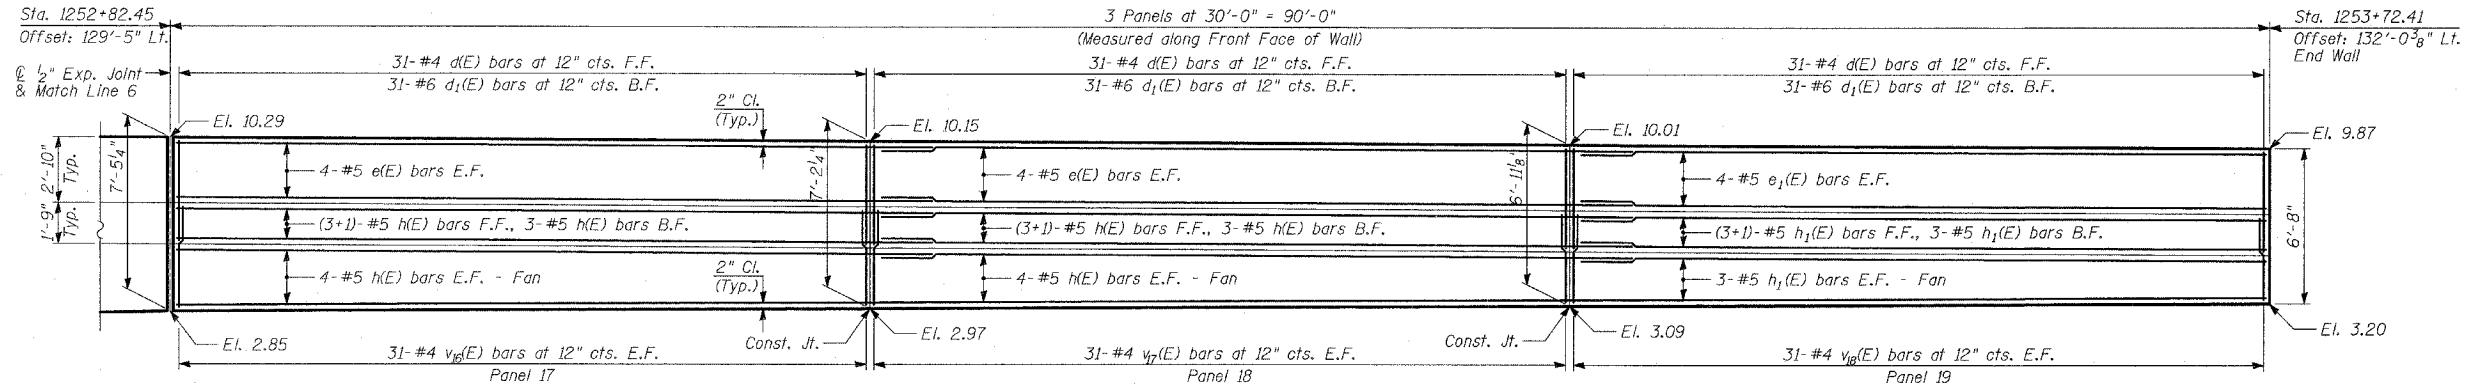 Sta. 1252+82.45
Offset: 129'-5" Lt.
3 Panels at 30'-0" = 90'-0"
(Measured along Front Face of Wall)
Sta. 1253+72.41
Offset: 132'-0 3/8" Lt.
End Wall
℄ 1/2" Exp. Joint
& Match Line 6
31-#4 d(E) bars at 12" cts. F.F.
31-#6 d1(E) bars at 12" cts. B.F.
31-#4 d(E) bars at 12" cts. F.F.
31-#6 d1(E) bars at 12" cts. B.F.
31-#4 d(E) bars at 12" cts. F.F.
31-#6 d1(E) bars at 12" cts. B.F.
2" Cl.
(Typ.)
El. 10.29
El. 10.15
El. 10.01
El. 9.87
2'-10"
Typ.
7'-5 1/4"
7'-2 1/4"
6'-11 1/8"
6'-8"
1'-9"
Typ.
4-#5 e(E) bars E.F.
4-#5 e(E) bars E.F.
4-#5 e1(E) bars E.F.
(3+1)-#5 h(E) bars F.F., 3-#5 h(E) bars B.F.
(3+1)-#5 h(E) bars F.F., 3-#5 h(E) bars B.F.
(3+1)-#5 h1(E) bars F.F., 3-#5 h1(E) bars B.F.
4-#5 h(E) bars E.F. - Fan
2" Cl.
(Typ.)
4-#5 h(E) bars E.F. - Fan
3-#5 h1(E) bars E.F. - Fan
El. 2.85
Const. Jt.
El. 2.97
Const. Jt.
El. 3.09
El. 3.20
31-#4 v16(E) bars at 12" cts. E.F.
Panel 17
31-#4 v17(E) bars at 12" cts. E.F.
Panel 18
31-#4 v18(E) bars at 12" cts. E.F.
Panel 19